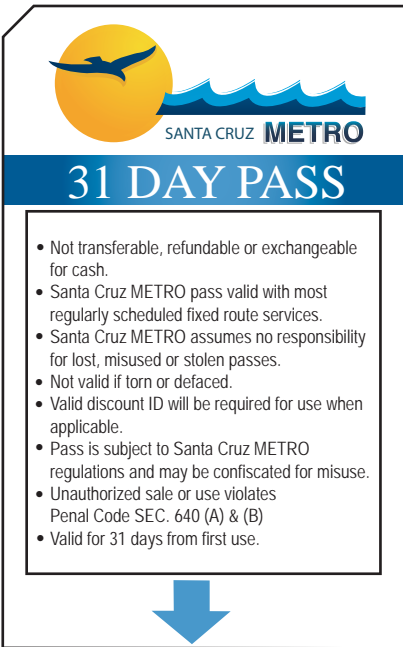 SANTA CRUZ METRO
31 DAY PASS
• Not transferable, refundable or exchangeable
for cash.
• Santa Cruz METRO pass valid with most
regularly scheduled fixed route services.
• Santa Cruz METRO assumes no responsibility
for lost, misused or stolen passes.
• Not valid if torn or defaced.
• Valid discount ID will be required for use when
applicable.
• Pass is subject to Santa Cruz METRO
regulations and may be confiscated for misuse.
• Unauthorized sale or use violates
Penal Code SEC. 640 (A) & (B)
• Valid for 31 days from first use.